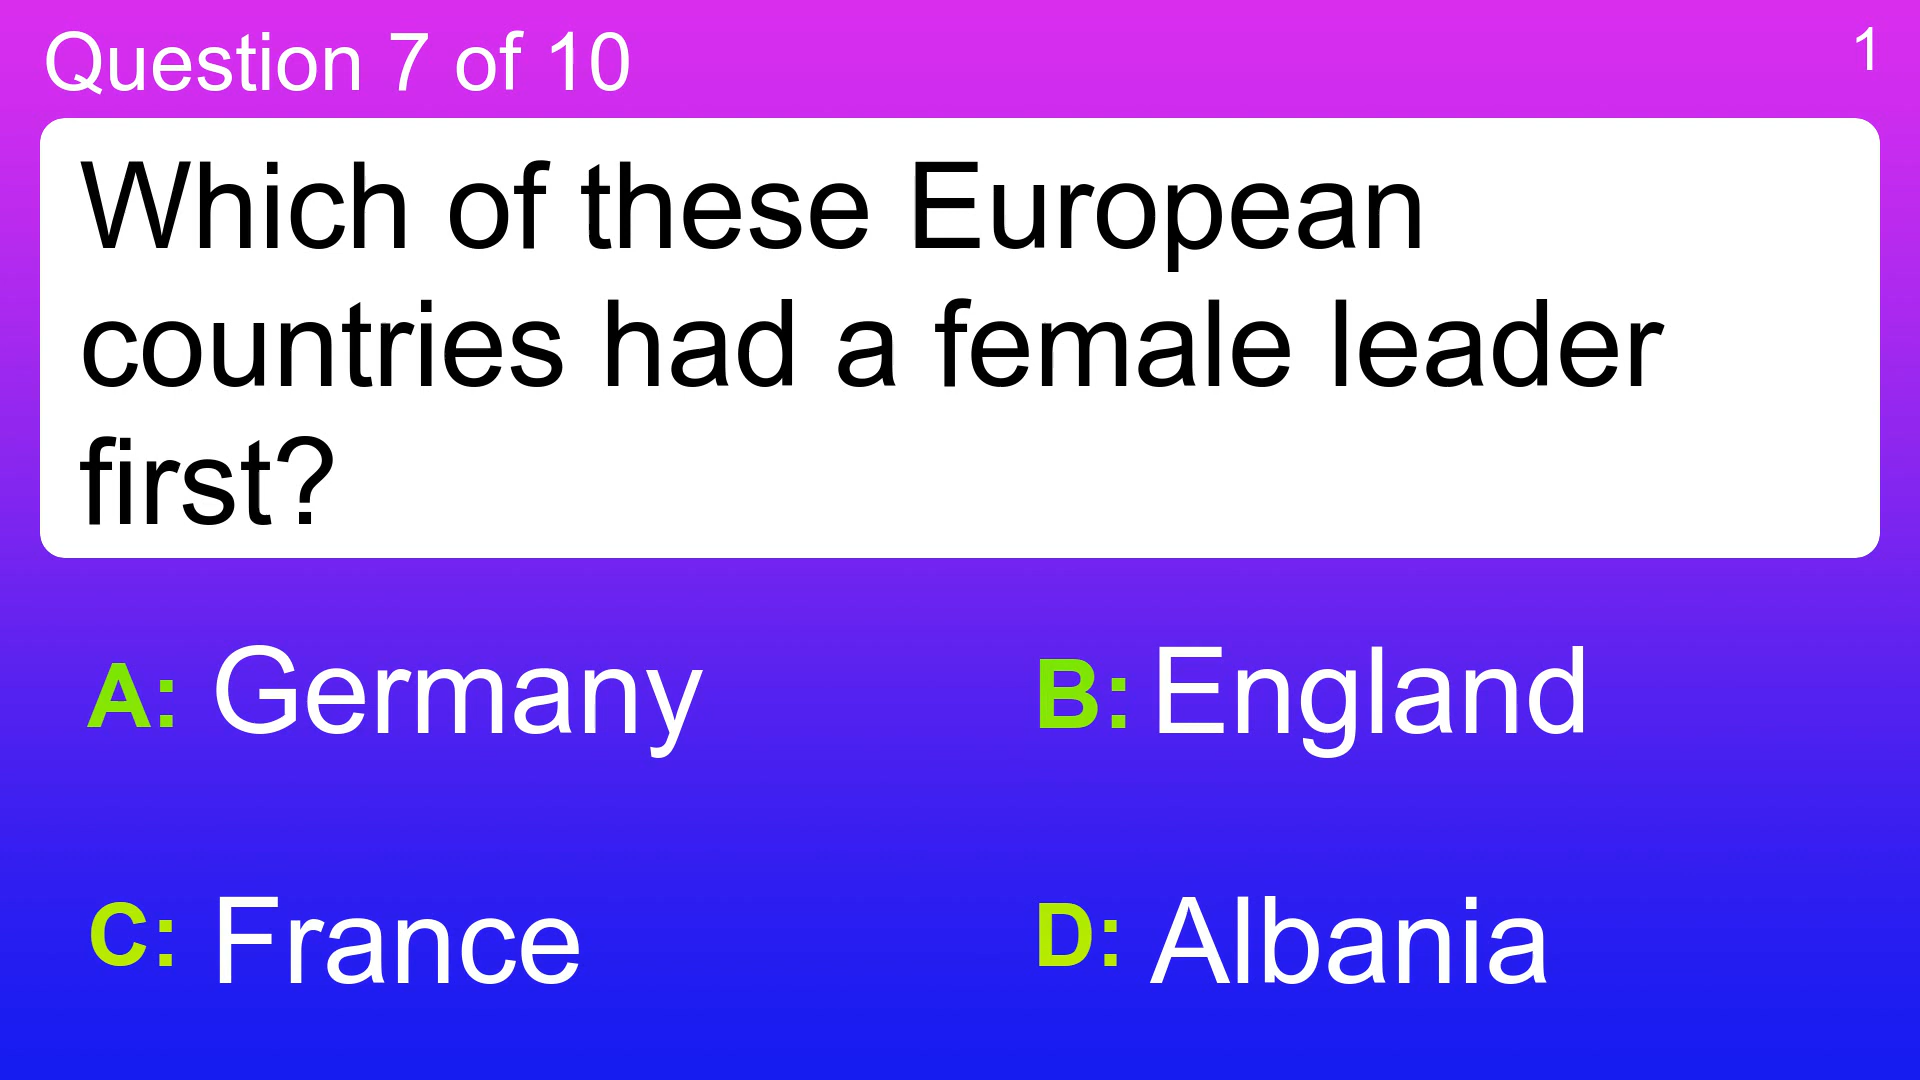 Question 7 of 10
1
Which of these European
countries had a female leader
first?
A: Germany
B: England
C: France
D: Albania